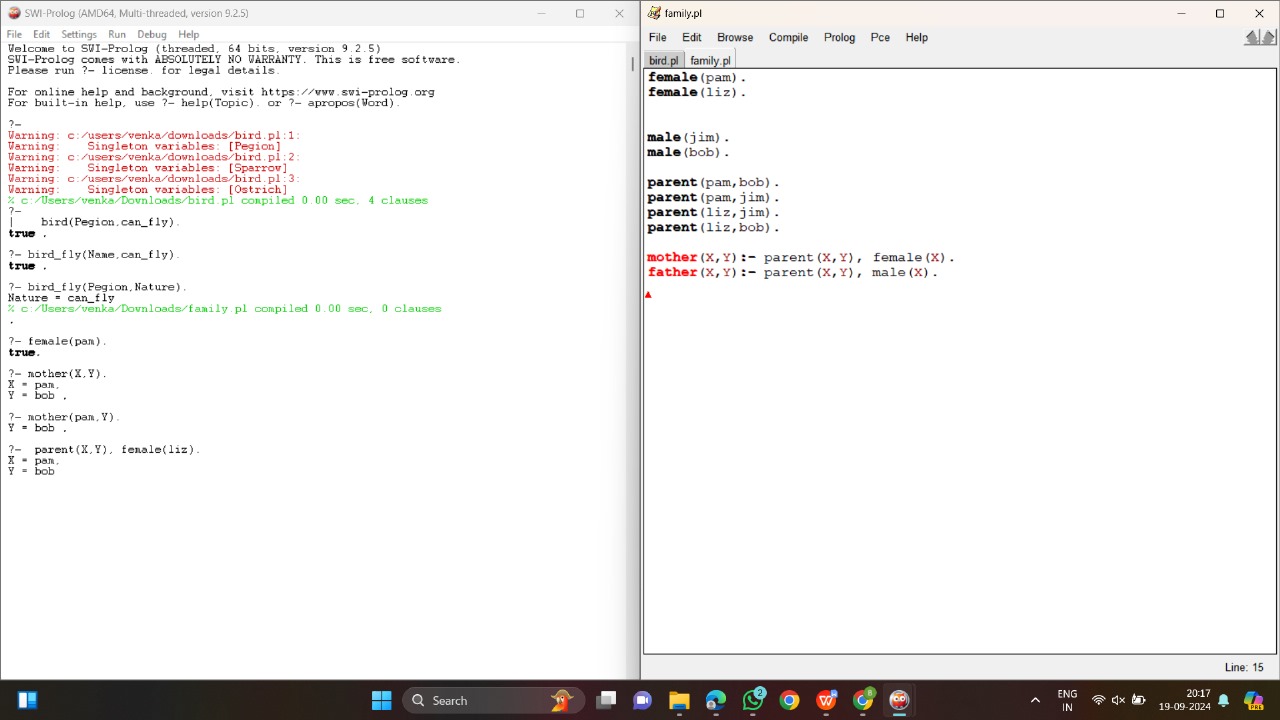 SWI-Prolog (AMD64, Multi-threaded, version 9.2.5)
File Edit Settings Run Debug Help
Welcome to SWI-Prolog (threaded, 64 bits, version 9.2.5)
SWI-Prolog comes with ABSOLUTELY NO WARRANTY. This is free software.
Please run ?- license. for legal details.
For online help and background, visit https://www.swi-prolog.org
For built-in help, use ?- help(Topic). or ?- apropos(Word).
?-
Warning: c:/users/venka/downloads/bird.pl:1:
Warning:    Singleton variables: [Pegion]
Warning: c:/users/venka/downloads/bird.pl:2:
Warning:    Singleton variables: [Sparrow]
Warning: c:/users/venka/downloads/bird.pl:3:
Warning:    Singleton variables: [Ostrich]
% c:/Users/venka/Downloads/bird.pl compiled 0.00 sec, 4 clauses
?-
|    bird(Pegion,can_fly).
true .
?- bird_fly(Name,can_fly).
true .
?- bird_fly(Pegion,Nature).
Nature = can_fly
% c:/Users/venka/Downloads/family.pl compiled 0.00 sec, 0 clauses
.
?- female(pam).
true.
?- mother(X,Y).
X = pam,
Y = bob .
?- mother(pam,Y).
Y = bob .
?-  parent(X,Y), female(liz).
X = pam,
Y = bob
family.pl
File Edit Browse Compile Prolog Pce Help
bird.pl family.pl
female(pam).
female(liz).
male(jim).
male(bob).
parent(pam,bob).
parent(pam,jim).
parent(liz,jim).
parent(liz,bob).
mother(X,Y):- parent(X,Y), female(X).
father(X,Y):- parent(X,Y), male(X).
Line: 15
Search
2
8
ENG
IN
20:17
19-09-2024
PRE